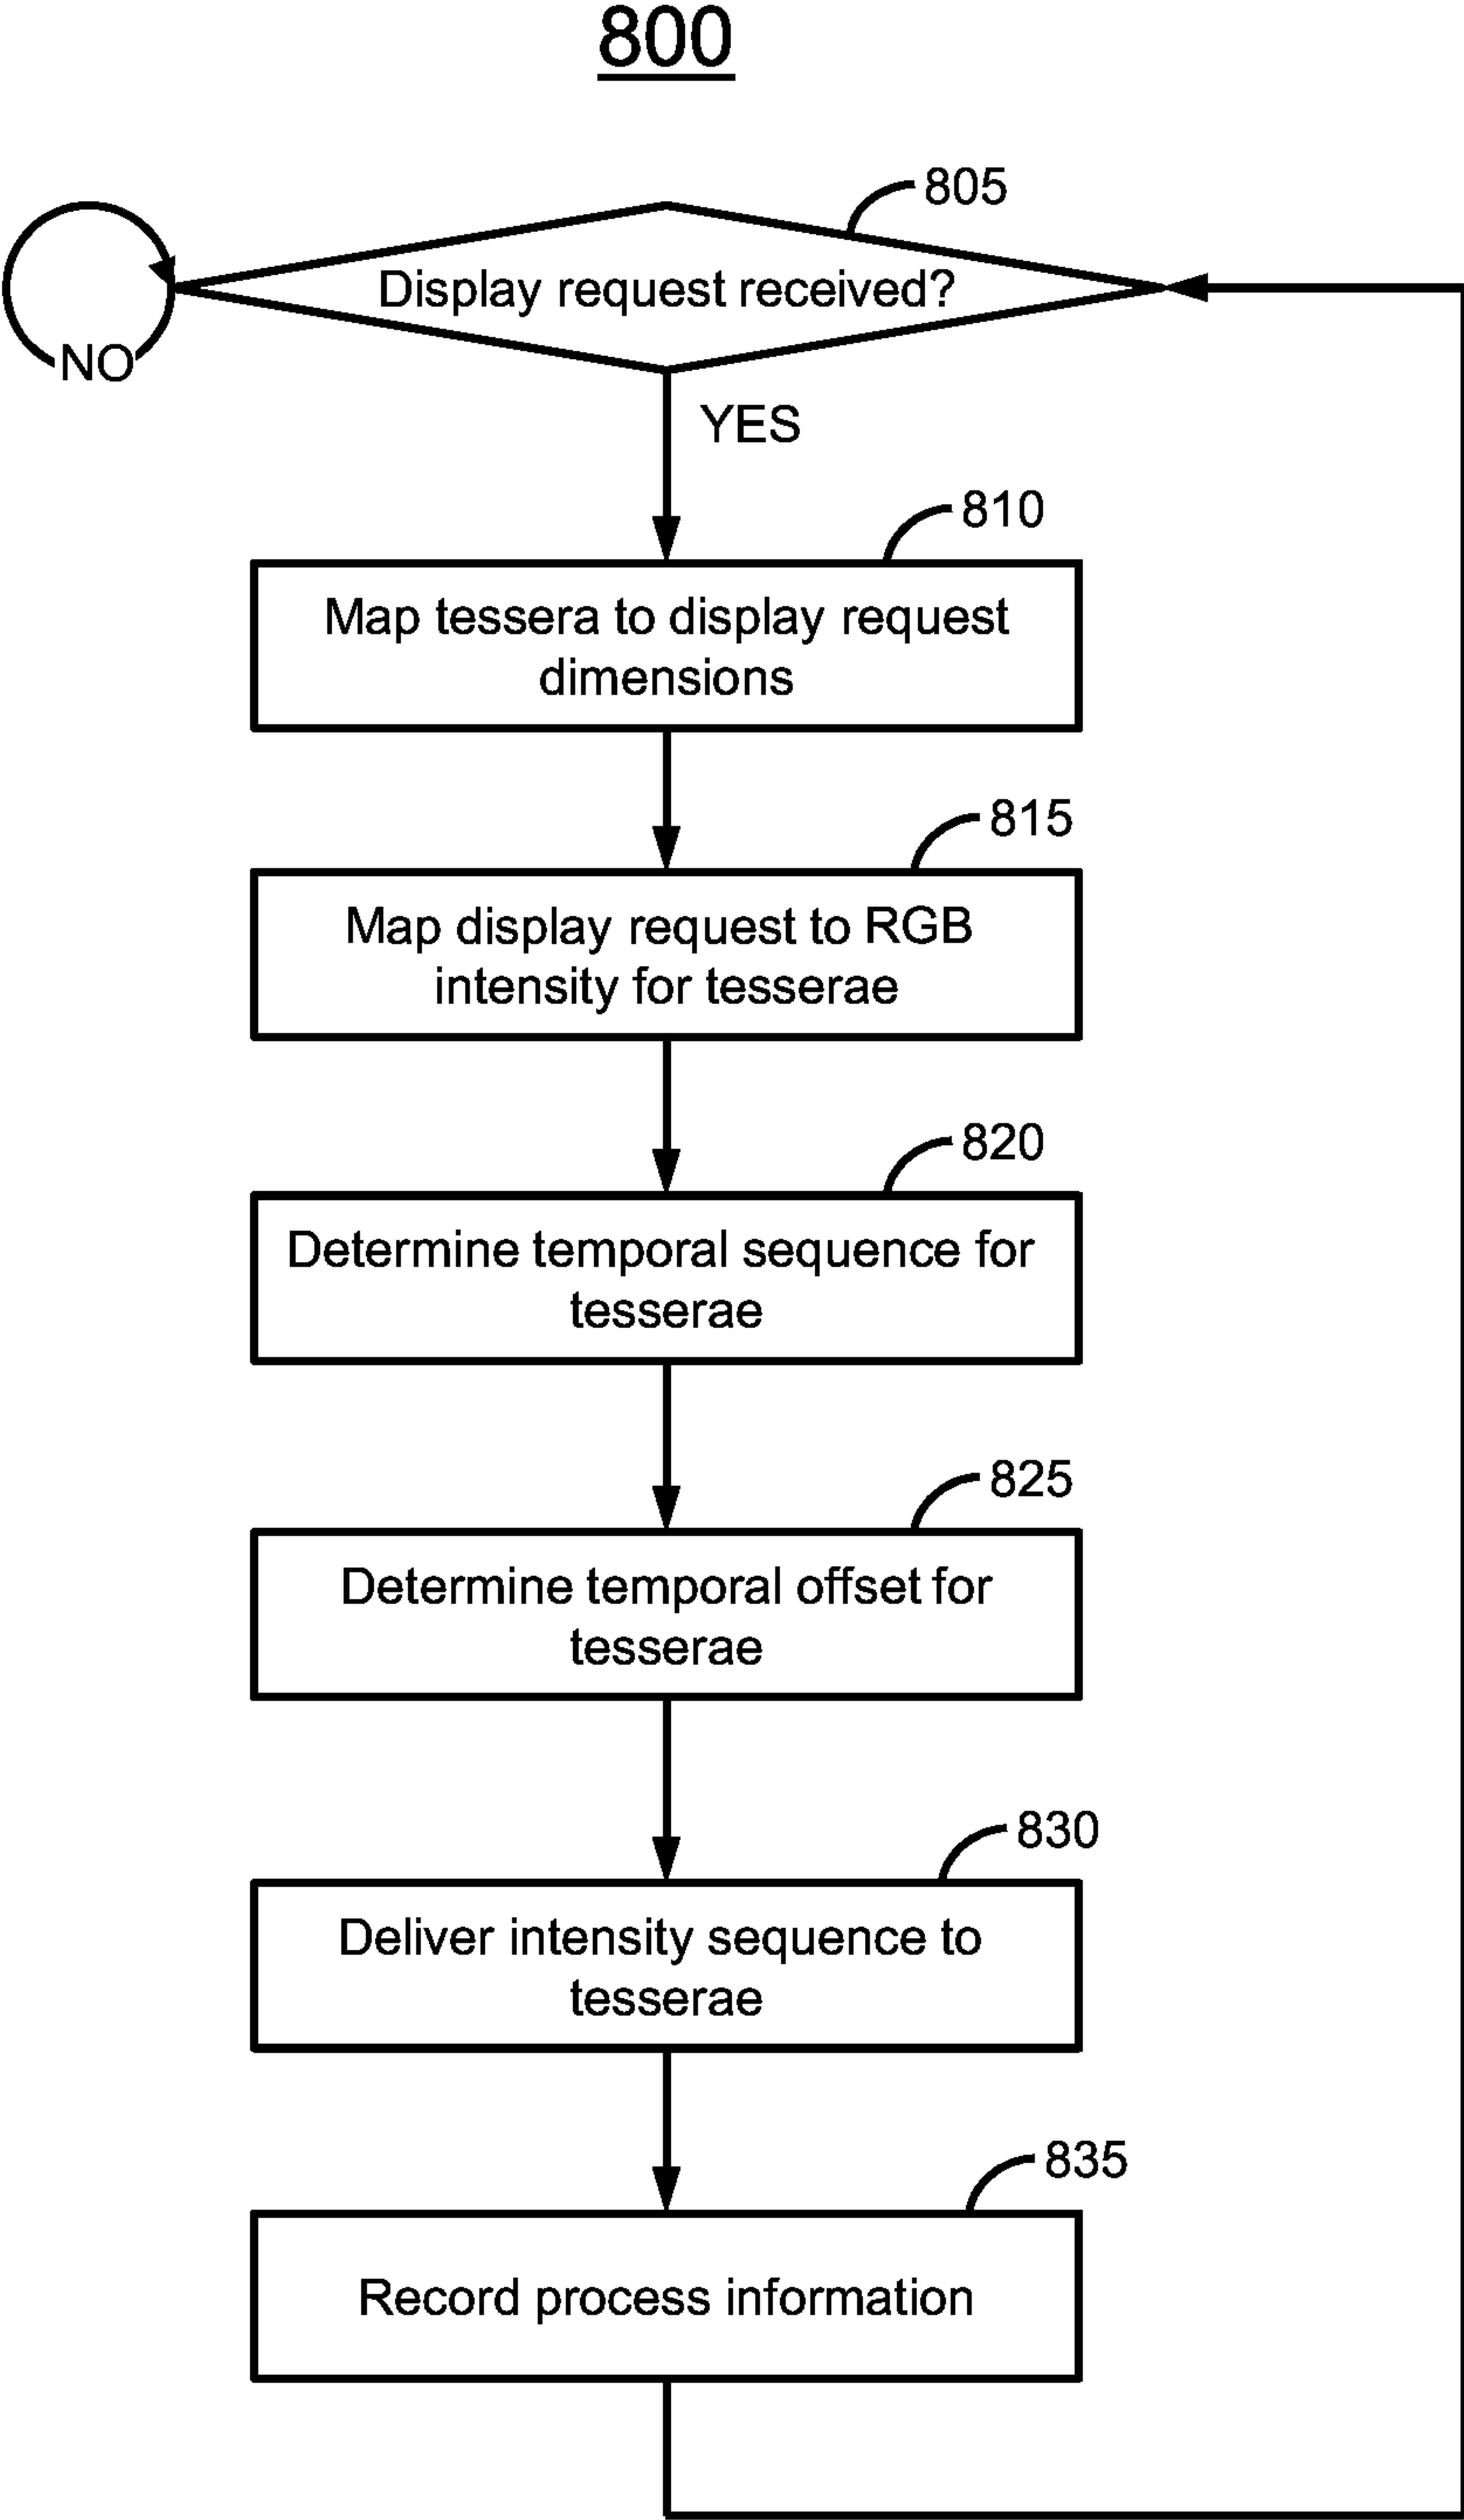 800
805
Display request received?
NO
YES
810
Map tessera to display request
dimensions
815
Map display request to RGB
intensity for tesserae
820
Determine temporal sequence for
tesserae
825
Determine temporal offset for
tesserae
830
Deliver intensity sequence to
tesserae
835
Record process information